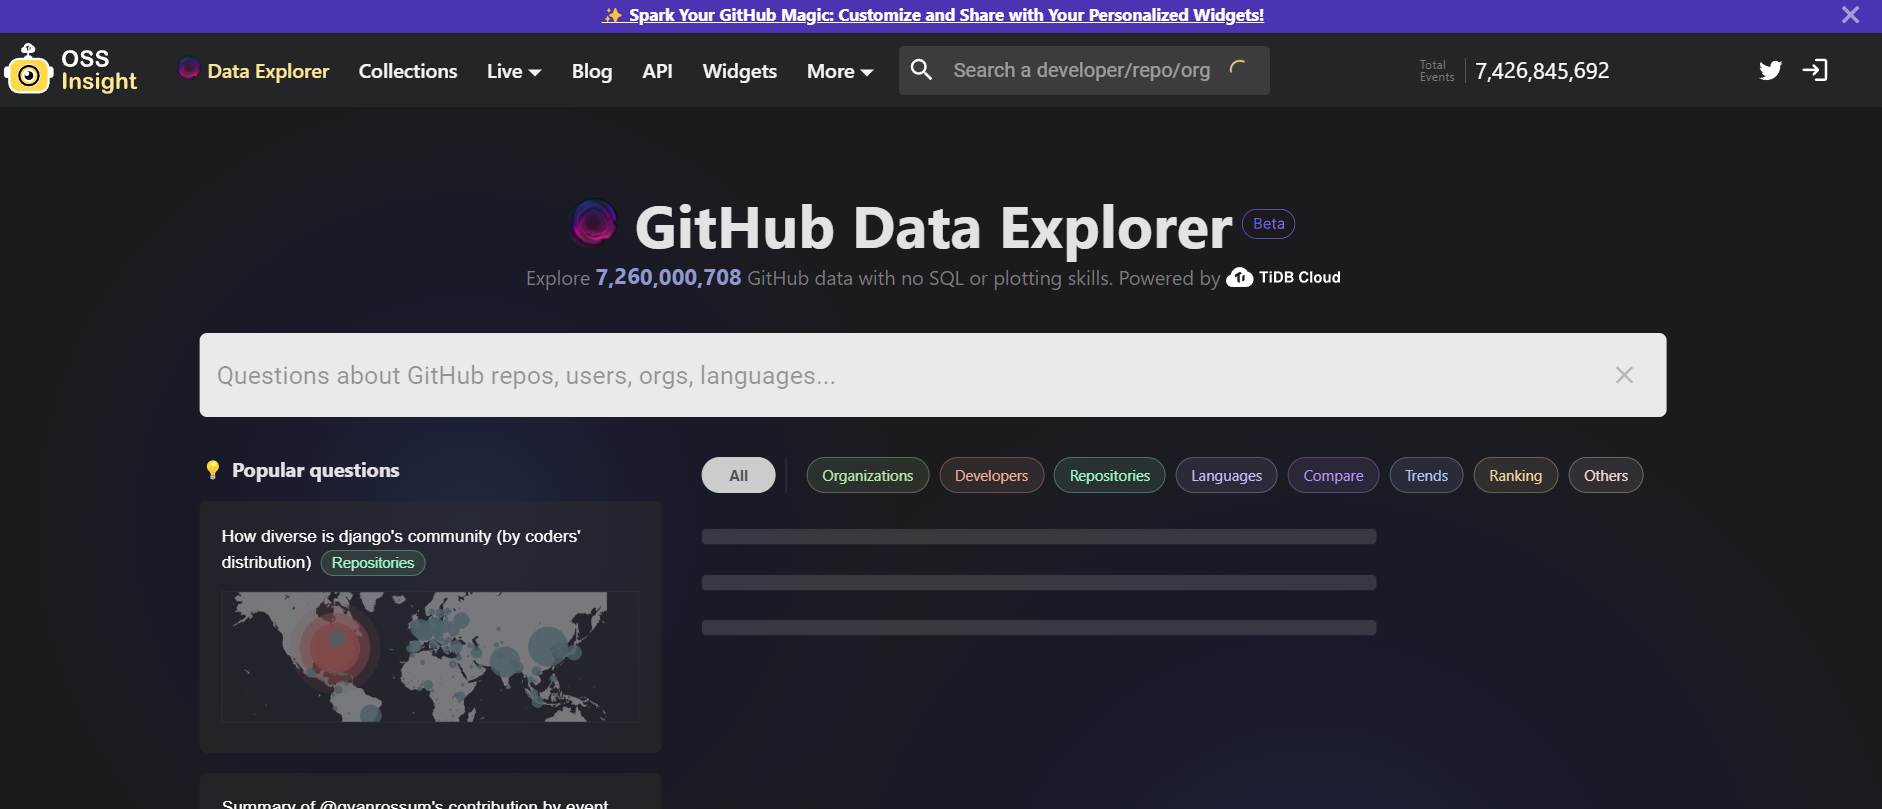 ✨ Spark Your GitHub Magic: Customize and Share with Your Personalized Widgets!
OSS
Insight
Data Explorer
Collections
Live
Blog
API
Widgets
More
Search a developer/repo/org
Total
Events
7,426,845,692
GitHub Data Explorer
Beta
Explore 7,260,000,708 GitHub data with no SQL or plotting skills. Powered by TiDB Cloud
Questions about GitHub repos, users, orgs, languages...
💡 Popular questions
All
Organizations
Developers
Repositories
Languages
Compare
Trends
Ranking
Others
How diverse is django's community (by coders'
distribution) Repositories
Summary of @gvanrossum's contribution by event